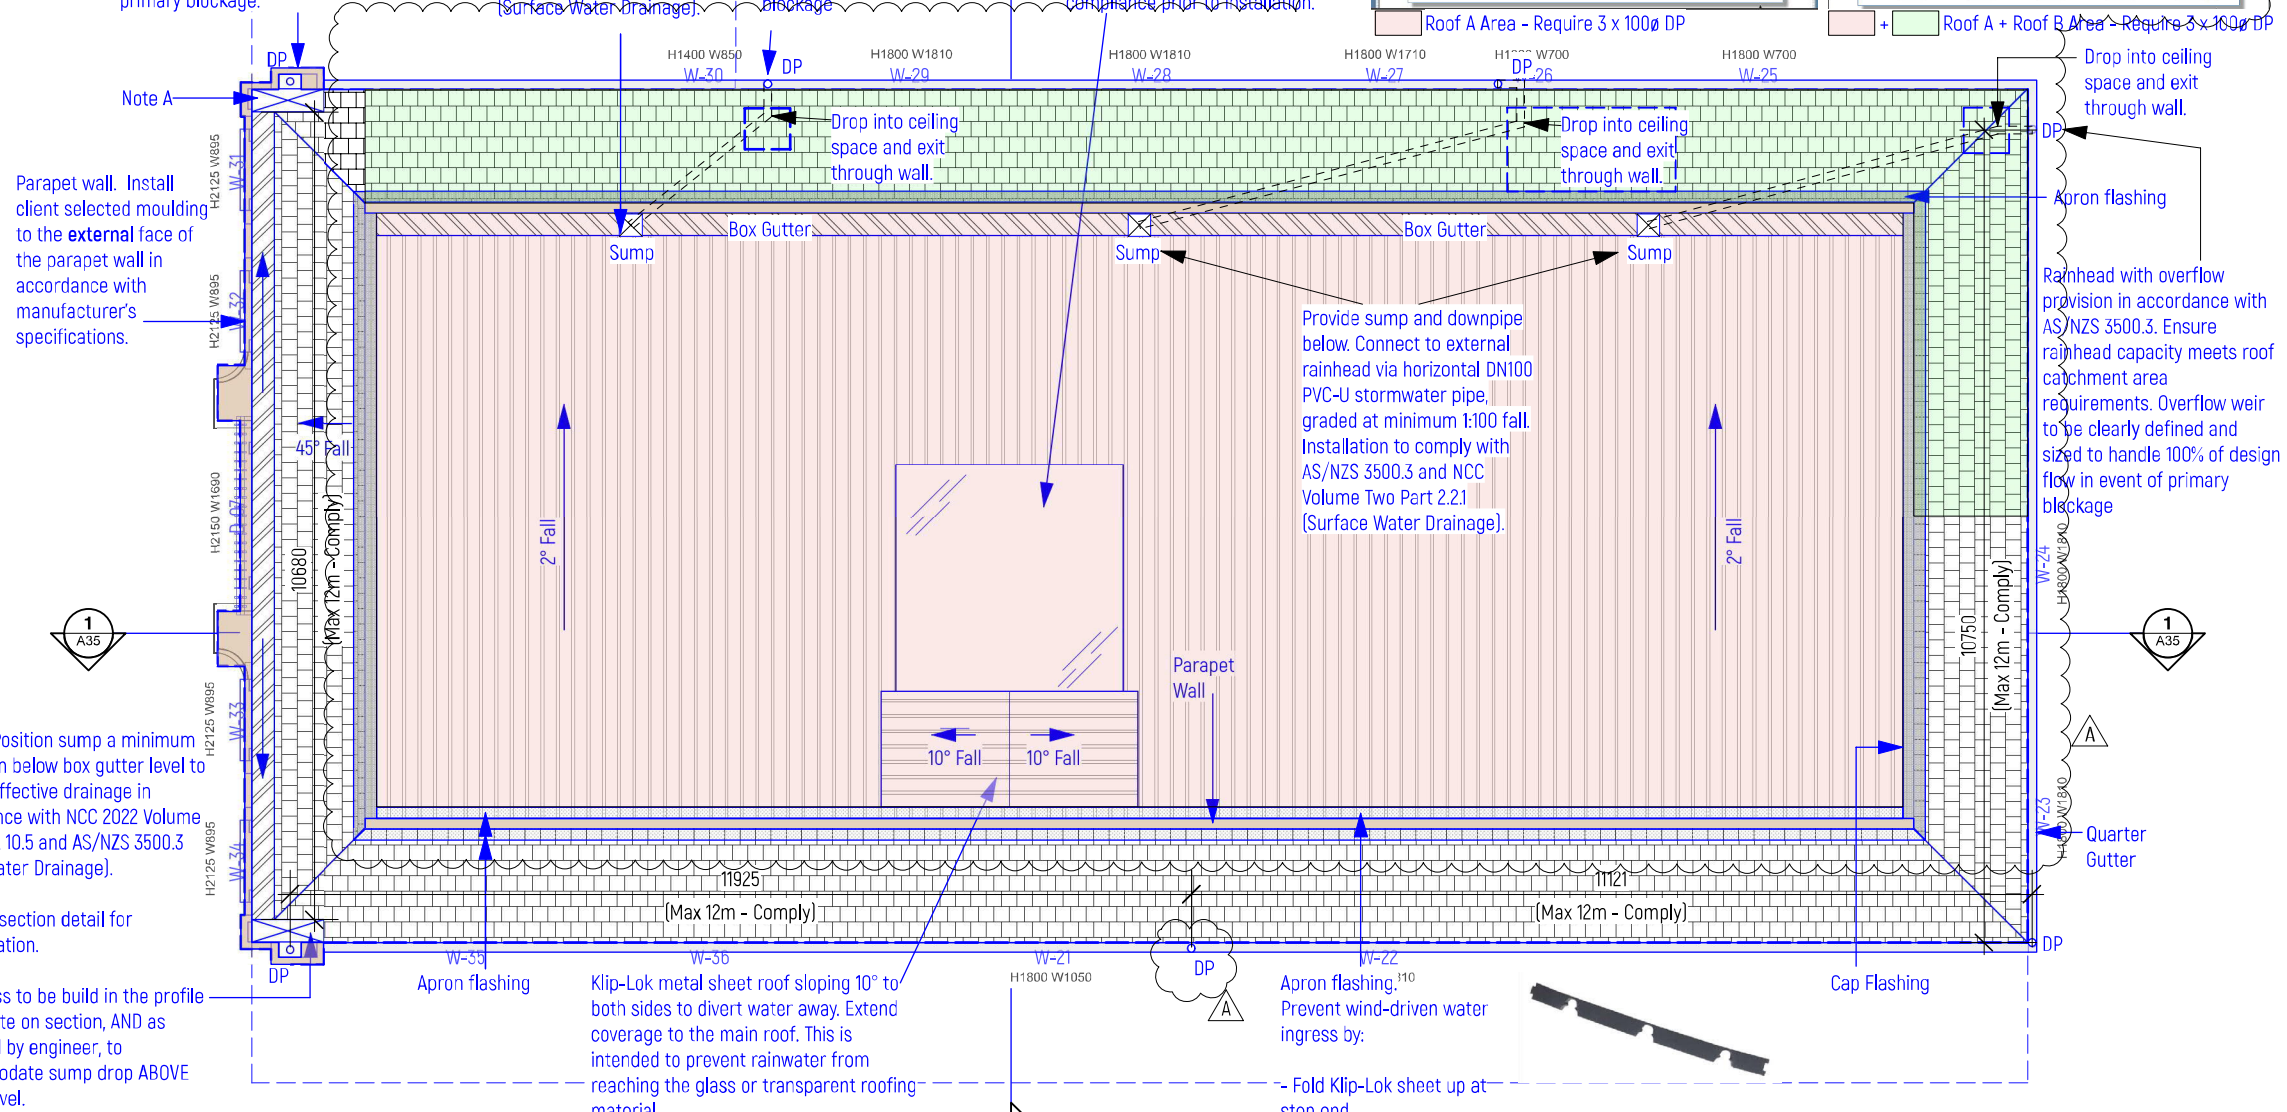 primary blockage.
(Surface Water Drainage).
blockage
compliance prior to installation.
Roof A Area - Require 3 x 100ø DP
+
Roof A + Roof B Area - Require 3 x 100ø DP
DP
Note A
H1400 W850
W-30
DP
H1800 W1810
W-29
H1800 W1810
W-28
H1800 W1710
W-27
W700
DP
-26
H1800 W700
W-25
Drop into ceiling
space and exit
through wall.
Drop into ceiling
space and exit
through wall.
Drop into ceiling
space and exit
through wall.
DP
Apron flashing
Parapet wall. Install
client selected moulding
to the external face of
the parapet wall in
accordance with
manufacturer's
specifications.
H2125 W895
W-31
H2125 W895
W-32
H2150 W1690
D-07
H2125 W895
W-33
H2125 W895
W-34
Box Gutter
Box Gutter
Sump
Sump
Sump
Rainhead with overflow
provision in accordance with
AS/NZS 3500.3. Ensure
rainhead capacity meets roof
catchment area
requirements. Overflow weir
to be clearly defined and
sized to handle 100% of design
flow in event of primary
blockage
Provide sump and downpipe
below. Connect to external
rainhead via horizontal DN100
PVC-U stormwater pipe,
graded at minimum 1:100 fall.
Installation to comply with
AS/NZS 3500.3 and NCC
Volume Two Part 2.2.1
(Surface Water Drainage).
45° Fall
10680
(Max 12m - Comply)
2° Fall
2° Fall
10750
(Max 12m - Comply)
W-24
H1800 W1810
W-23
H1800 W1810
1
A35
1
A35
Parapet
Wall
10° Fall
10° Fall
A
Quarter
Gutter
Position sump a minimum
below box gutter level to
effective drainage in
with NCC 2022 Volume
10.5 and AS/NZS 3500.3
Water Drainage).
section detail for
11925
(Max 12m - Comply)
11121
(Max 12m - Comply)
W-35
W-36
W-21
W-22
DP
DP
DP
A
to be build in the profile
on section, AND as
by engineer, to
sump drop ABOVE
Apron flashing
Klip-Lok metal sheet roof sloping 10° to
both sides to divert water away. Extend
coverage to the main roof. This is
intended to prevent rainwater from
reaching the glass or transparent roofing
material
H1800 W1050
Apron flashing.
Prevent wind-driven water
ingress by:
- Fold Klip-Lok sheet up at
stop end
Cap Flashing